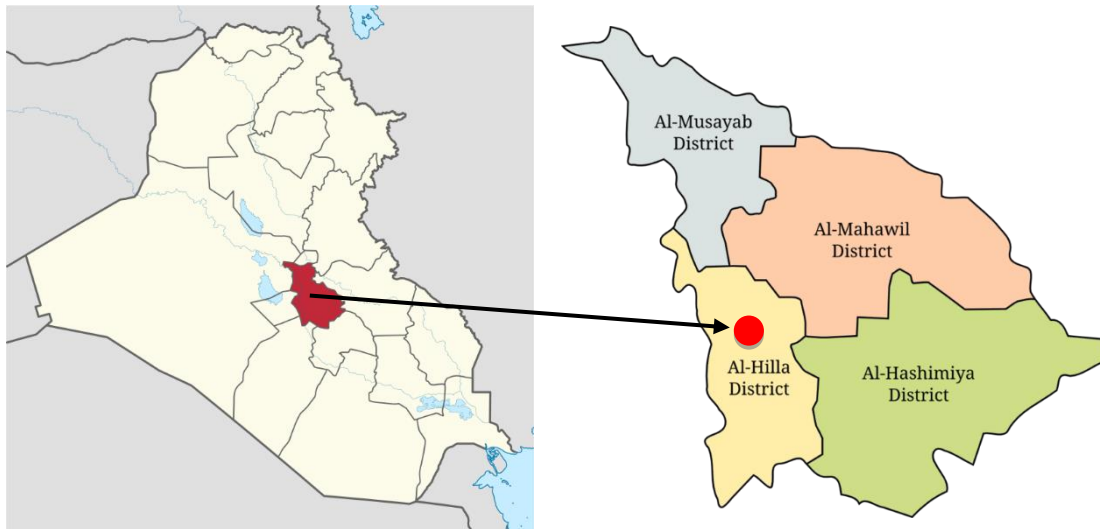 Al-Musayab
District
Al-Mahawil
District
Al-Hilla
District
Al-Hashimiya
District